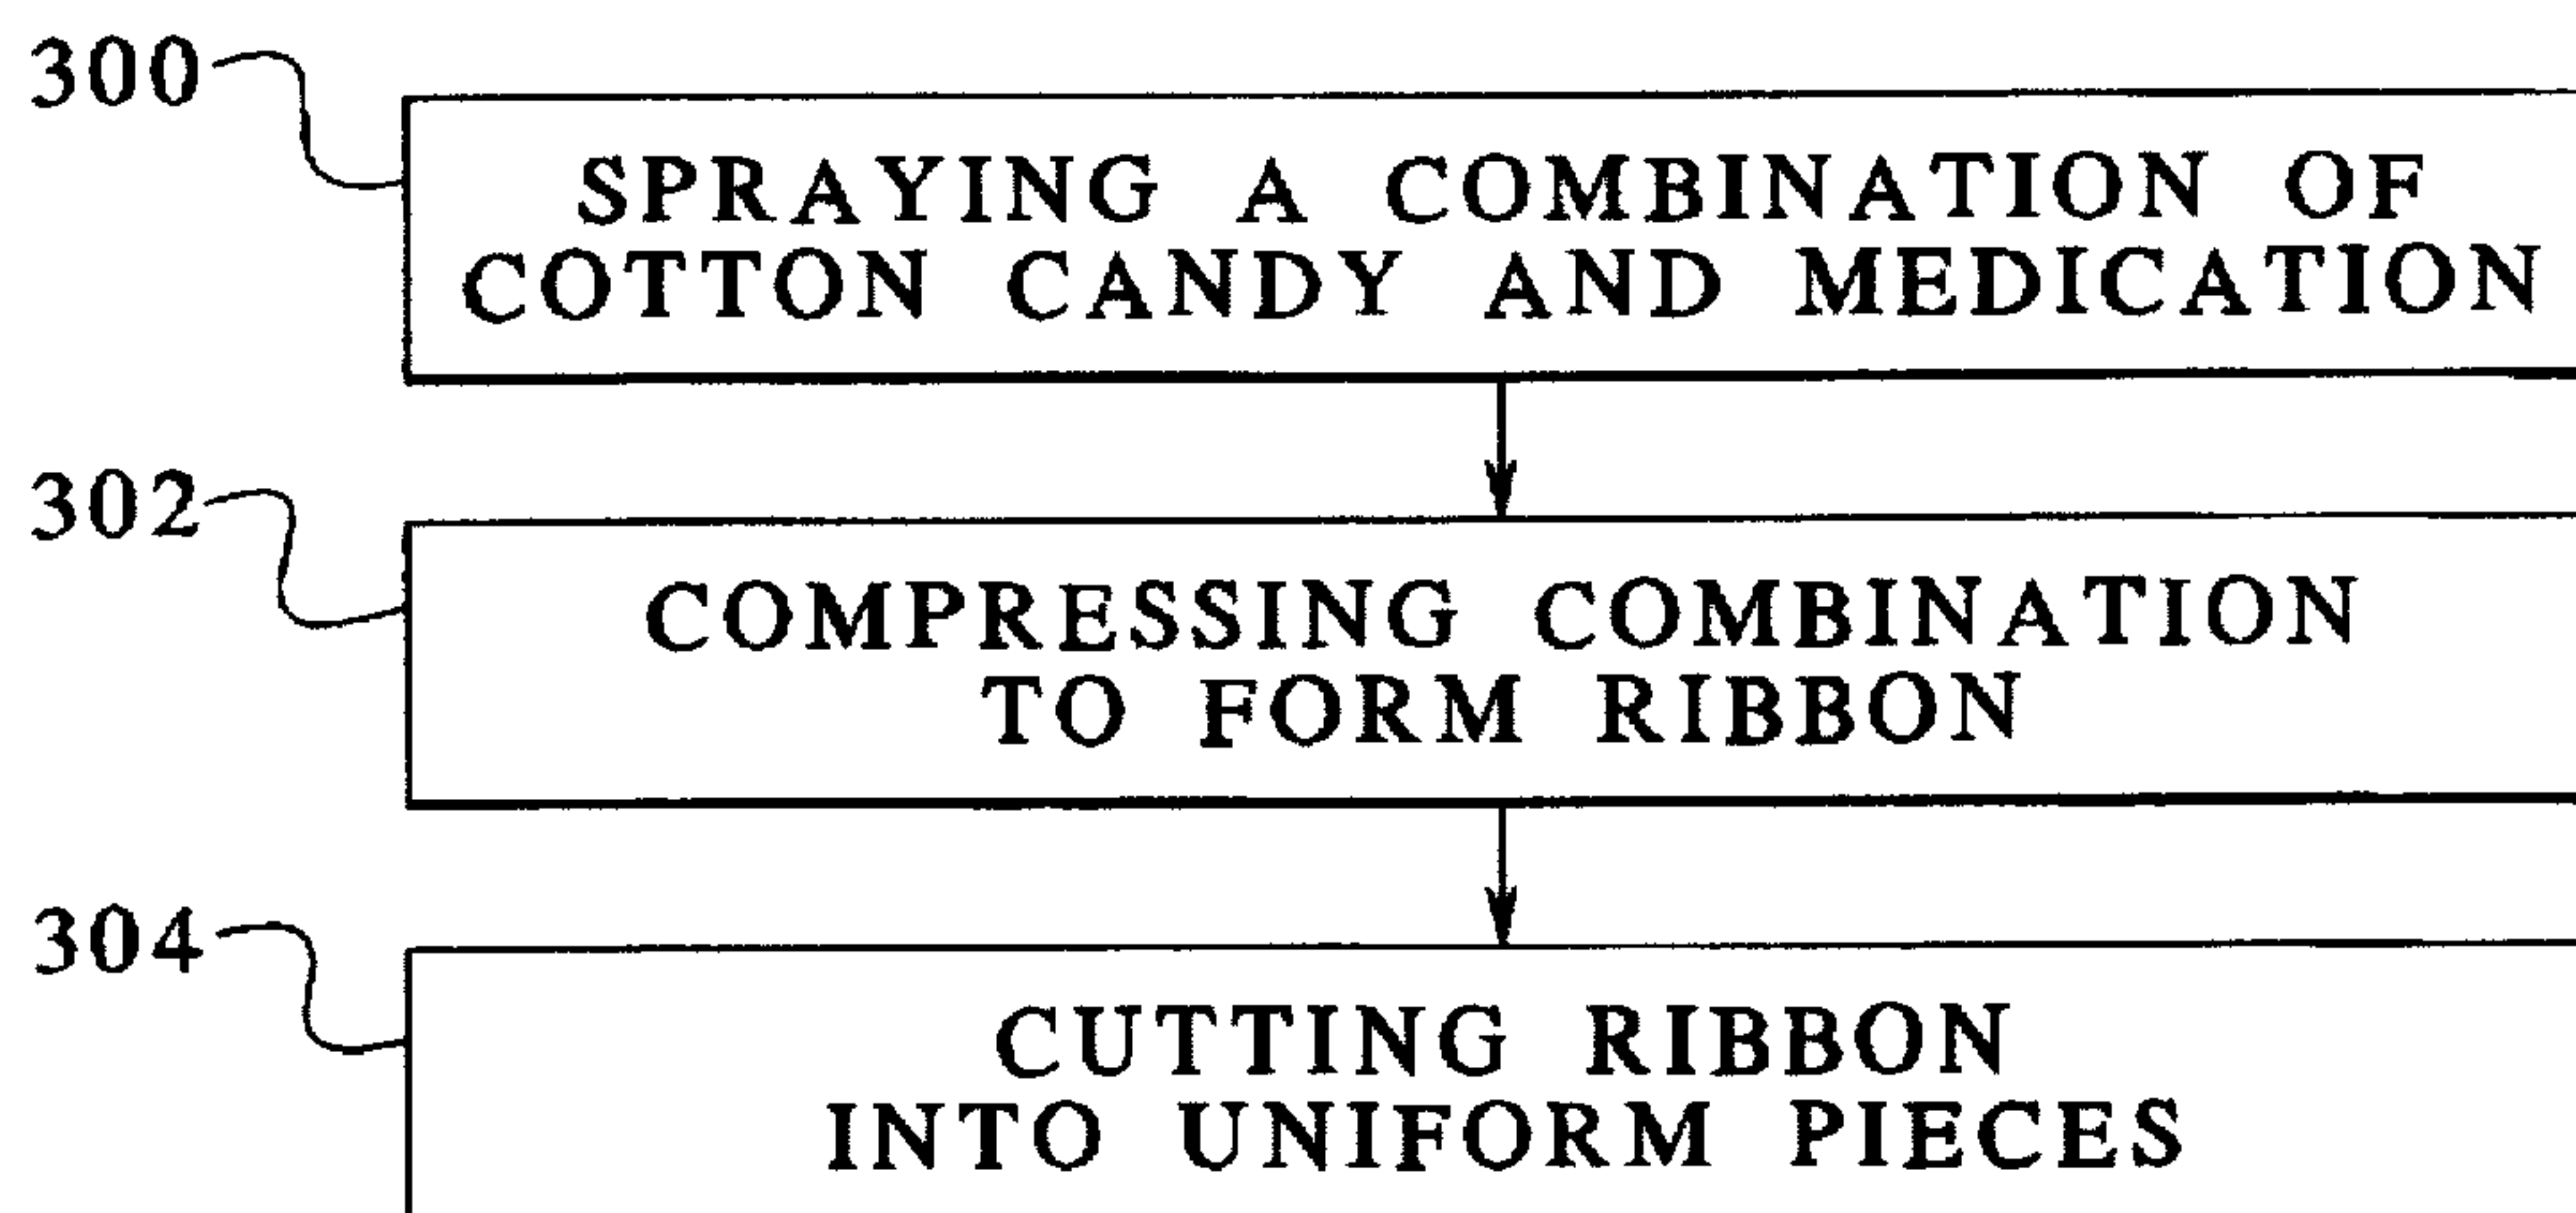 300
SPRAYING A COMBINATION OF
COTTON CANDY AND MEDICATION
302
COMPRESSING COMBINATION
TO FORM RIBBON
304
CUTTING RIBBON
INTO UNIFORM PIECES